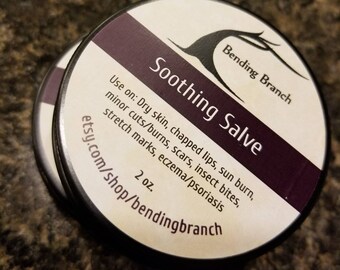 Bending Branch
Soothing Salve
Use on: Dry skin, chapped lips, sun burn,
minor cuts/burns, scars, insect bites,
stretch marks, eczema/psoriasis
2 oz
etsy.com/shop/bendingbranch